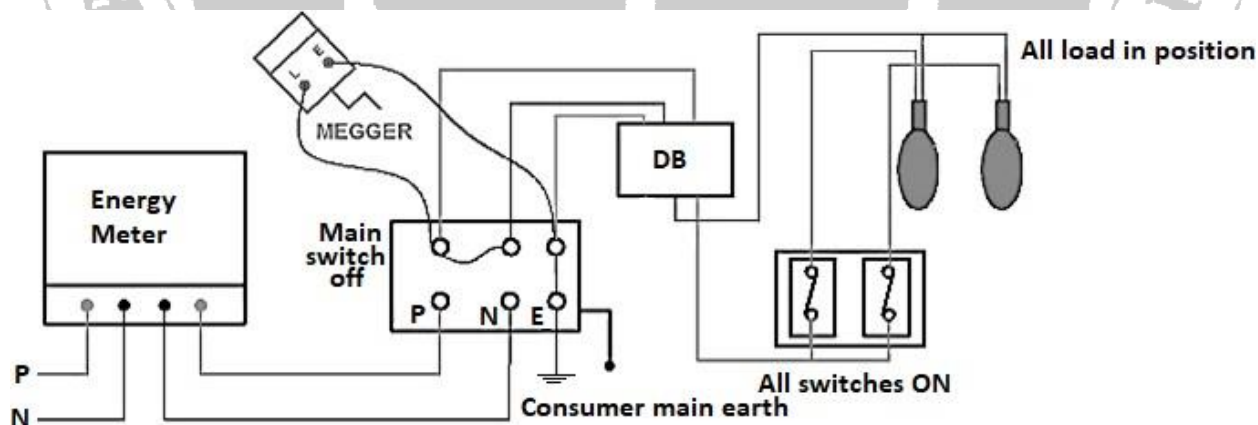 All load in position
E
L
MEGGER
DB
Energy
Meter
Main
switch
off
P N E
P
All switches ON
Consumer main earth
N